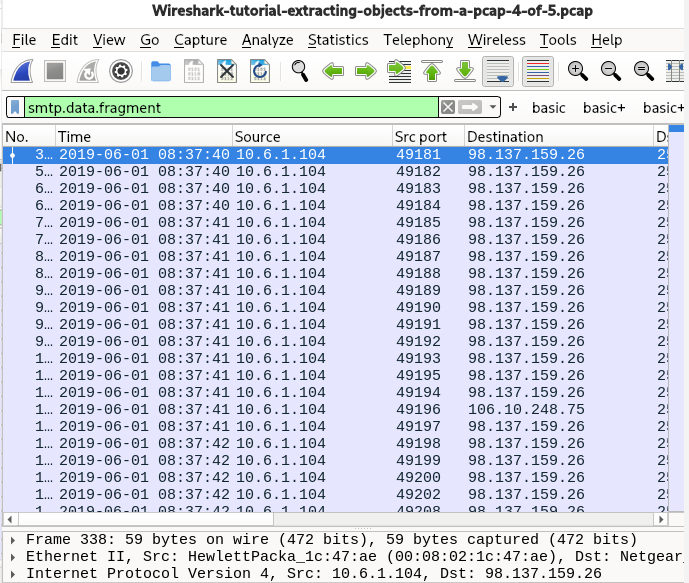 Wireshark-tutorial-extracting-objects-from-a-pcap-4-of-5.pcap
File Edit View Go Capture Analyze Statistics Telephony Wireless Tools Help
smtp.data.fragment + basic basic+ basic+
No. Time Source Src port Destination
3… 2019-06-01 08:37:40 10.6.1.104 49181 98.137.159.26
5… 2019-06-01 08:37:40 10.6.1.104 49182 98.137.159.26
6… 2019-06-01 08:37:40 10.6.1.104 49183 98.137.159.26
6… 2019-06-01 08:37:40 10.6.1.104 49184 98.137.159.26
7… 2019-06-01 08:37:41 10.6.1.104 49185 98.137.159.26
7… 2019-06-01 08:37:41 10.6.1.104 49186 98.137.159.26
8… 2019-06-01 08:37:41 10.6.1.104 49187 98.137.159.26
8… 2019-06-01 08:37:41 10.6.1.104 49188 98.137.159.26
9… 2019-06-01 08:37:41 10.6.1.104 49189 98.137.159.26
9… 2019-06-01 08:37:41 10.6.1.104 49190 98.137.159.26
9… 2019-06-01 08:37:41 10.6.1.104 49191 98.137.159.26
9… 2019-06-01 08:37:41 10.6.1.104 49192 98.137.159.26
1… 2019-06-01 08:37:41 10.6.1.104 49193 98.137.159.26
1… 2019-06-01 08:37:41 10.6.1.104 49195 98.137.159.26
1… 2019-06-01 08:37:41 10.6.1.104 49194 98.137.159.26
1… 2019-06-01 08:37:41 10.6.1.104 49196 106.10.248.75
1… 2019-06-01 08:37:41 10.6.1.104 49197 98.137.159.26
1… 2019-06-01 08:37:42 10.6.1.104 49198 98.137.159.26
1… 2019-06-01 08:37:42 10.6.1.104 49199 98.137.159.26
1… 2019-06-01 08:37:42 10.6.1.104 49200 98.137.159.26
1… 2019-06-01 08:37:42 10.6.1.104 49202 98.137.159.26
1… 2019-06-01 08:37:42 10.6.1.104 49208 98.137.159.26
Frame 338: 59 bytes on wire (472 bits), 59 bytes captured (472 bits)
Ethernet II, Src: HewlettPacka_1c:47:ae (00:08:02:1c:47:ae), Dst: Netgear_
Internet Protocol Version 4, Src: 10.6.1.104, Dst: 98.137.159.26